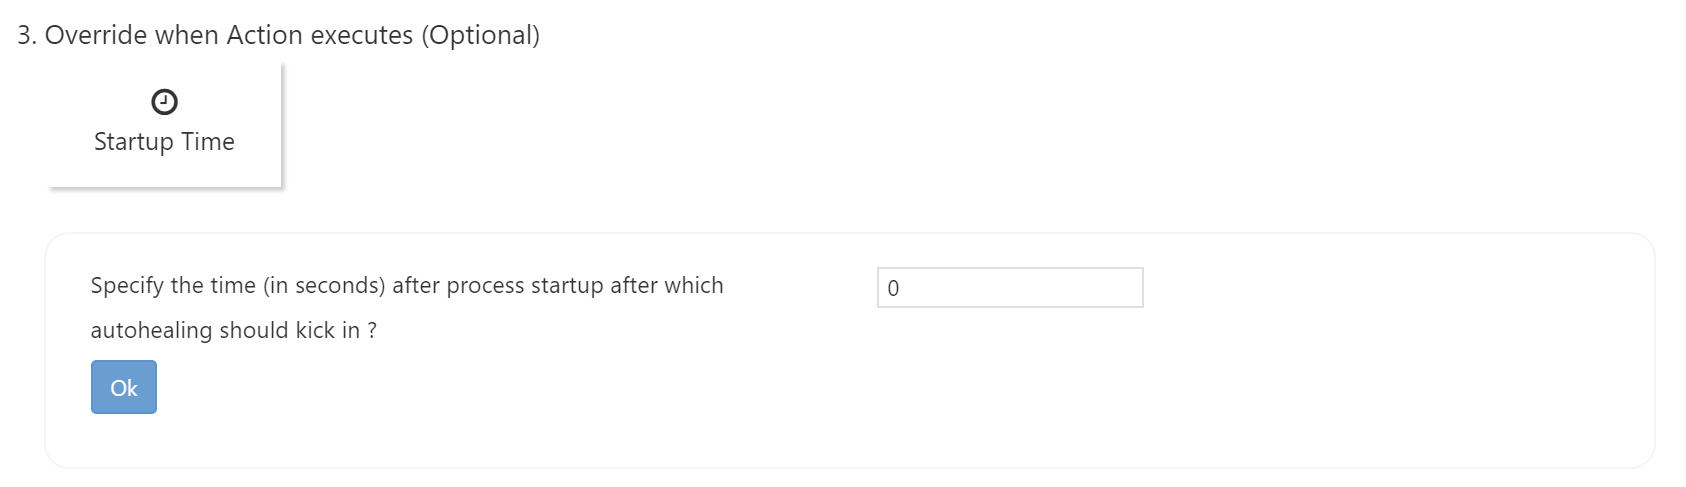 3. Override when Action executes (Optional)
Startup Time
Specify the time (in seconds) after process startup after which
0
autohealing should kick in ?
Ok